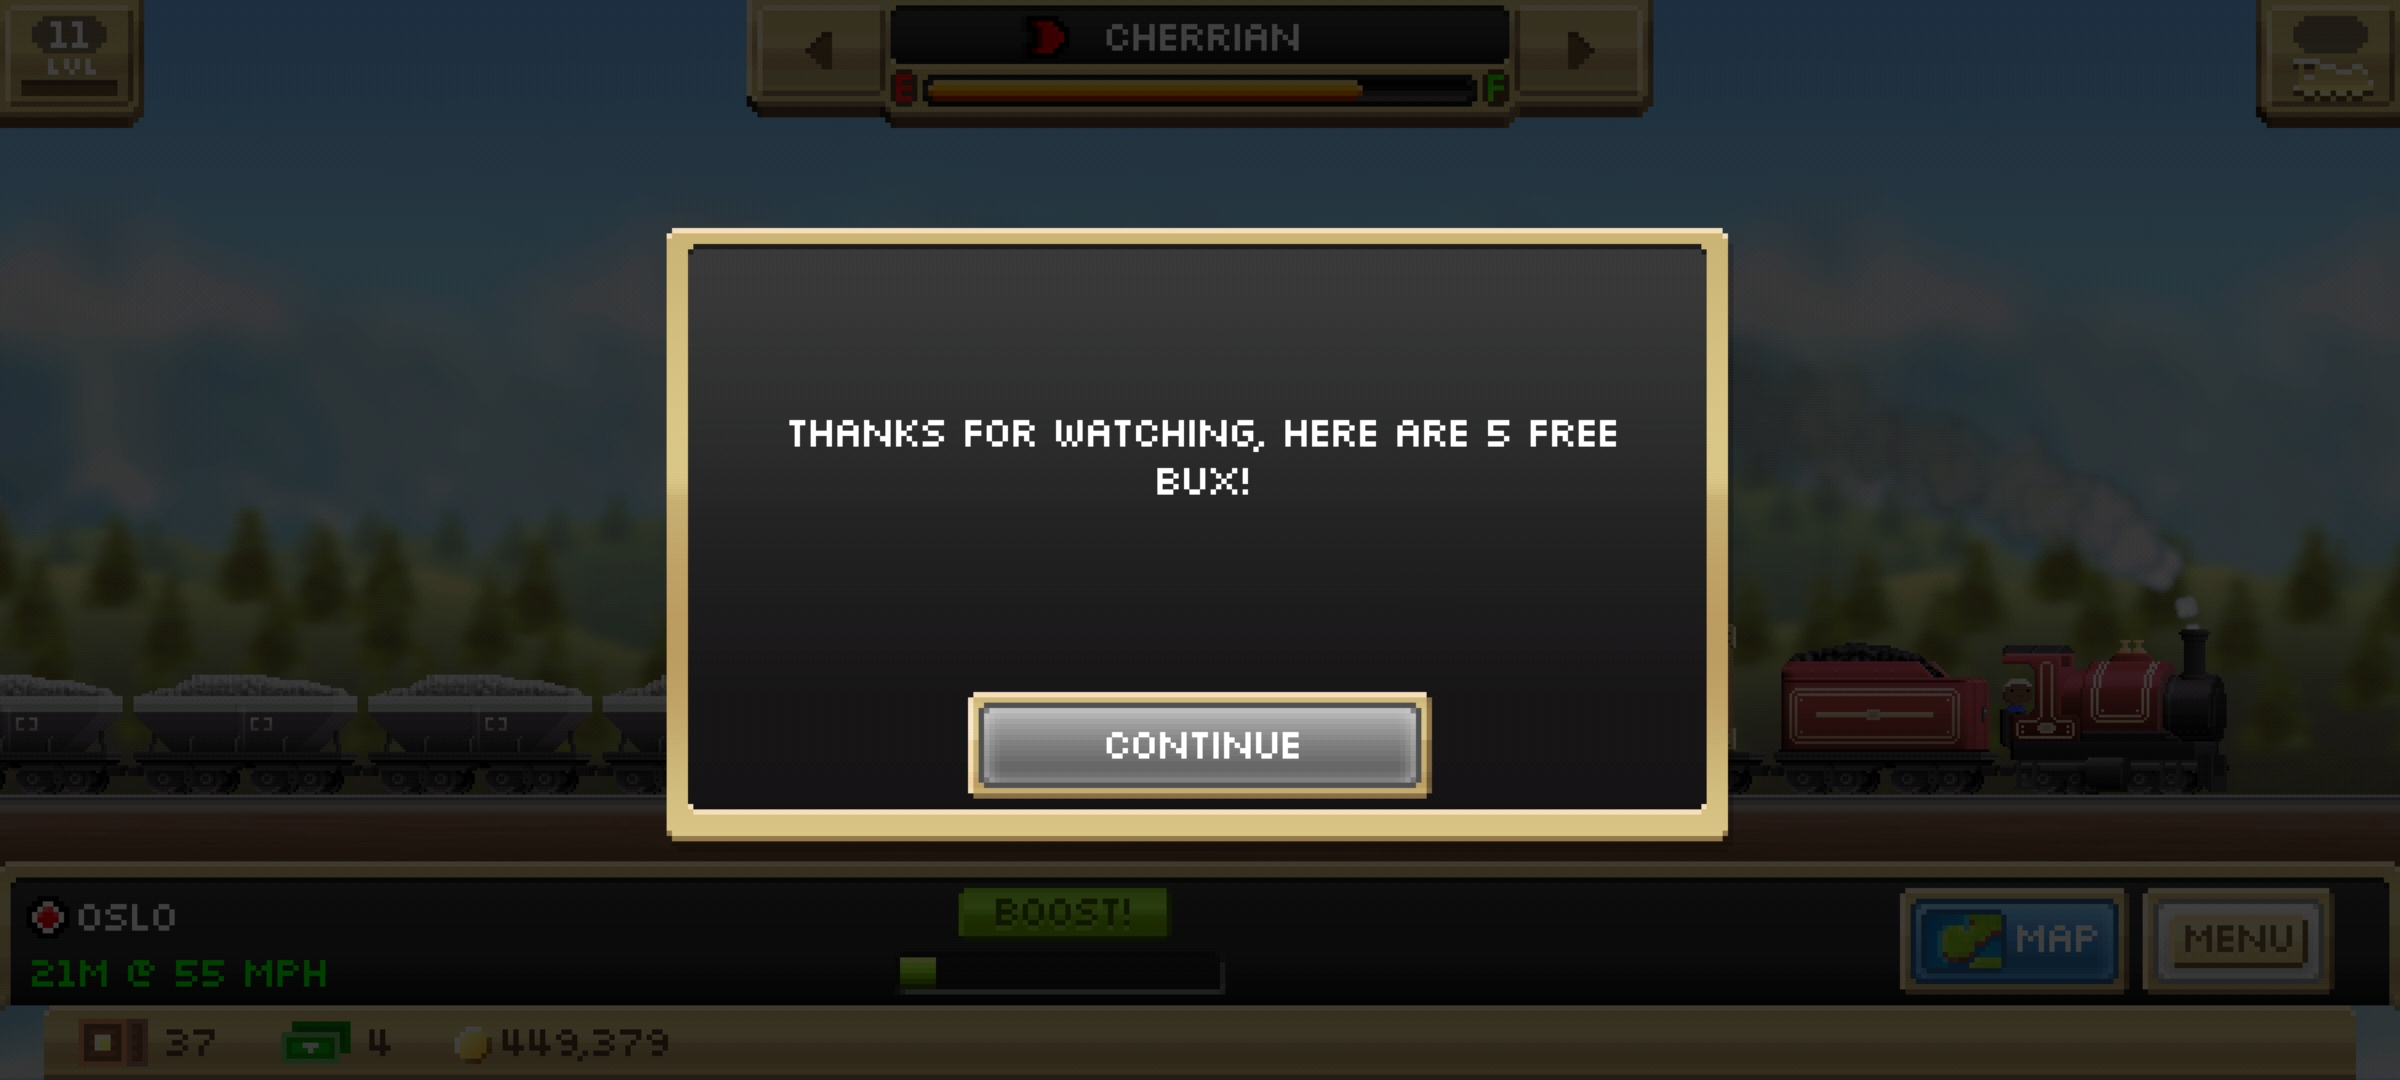 11
LVL
CHERRIAN
E
F
THANKS FOR WATCHING, HERE ARE 5 FREE
BUX!
CONTINUE
OSLO
21M @ 55 MPH
BOOST!
MAP
MENU
37
4
449,379